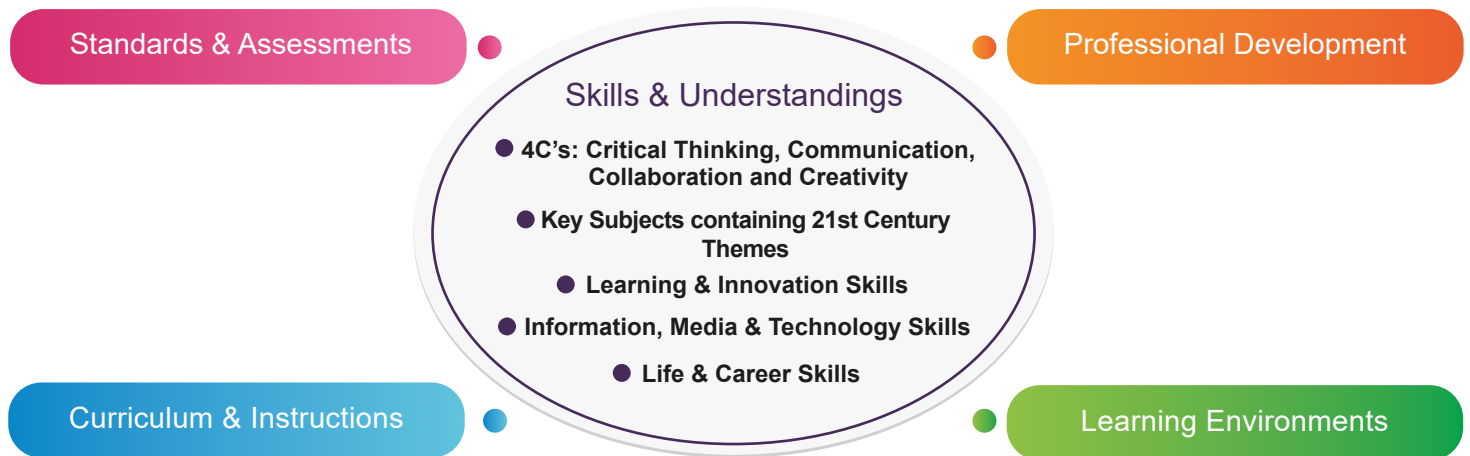 Standards & Assessments
Professional Development
Skills & Understandings
● 4C’s: Critical Thinking, Communication,
Collaboration and Creativity
● Key Subjects containing 21st Century
Themes
● Learning & Innovation Skills
● Information, Media & Technology Skills
● Life & Career Skills
Curriculum & Instructions
Learning Environments